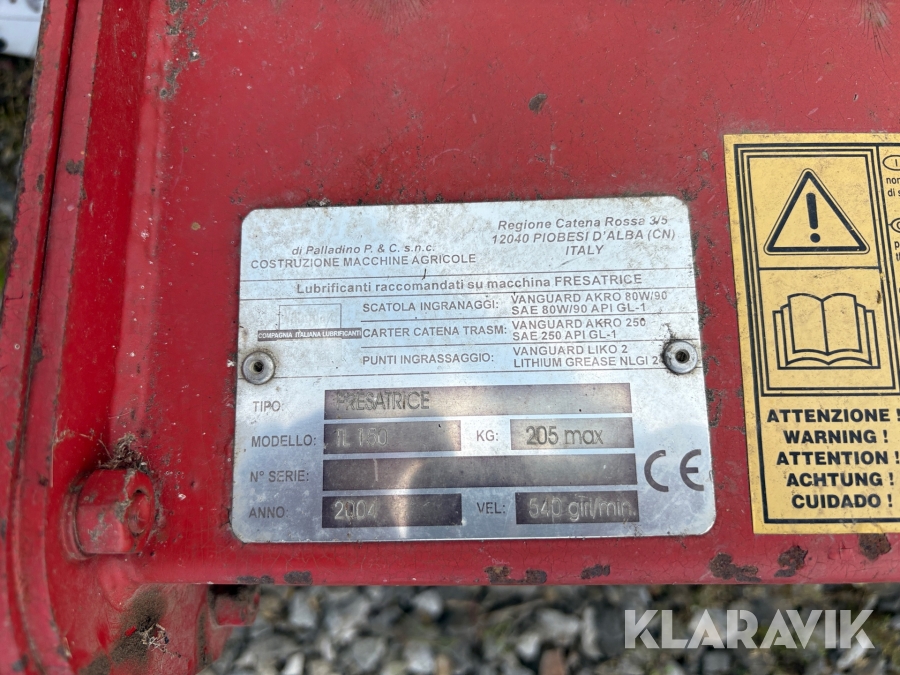 di Palladino P. & C. s.n.c.
COSTRUZIONE MACCHINE AGRICOLE
Regione Catena Rossa 3/5
12040 PIOBESI D'ALBA (CN)
ITALY
Lubrificanti raccomandati su macchina FRESATRICE
COMPAGNIA ITALIANA LUBRIFICANTI
SCATOLA INGRANAGGI: VANGUARD AKRO 80W/90
SAE 80W/90 API GL-1
CARTER CATENA TRASM: VANGUARD AKRO 250
SAE 250 API GL-1
PUNTI INGRASSAGGIO: VANGUARD LIKO 2
LITHIUM GREASE NLGI 2
TIPO: FRESATRICE
MODELLO: FL 150 KG: 205 max
N° SERIE:
ANNO 2004 VEL: 540 giri/min.
CE
ATTENZIONE !
WARNING !
ATTENTION !
ACHTUNG !
CUIDADO !
KLARAVIK